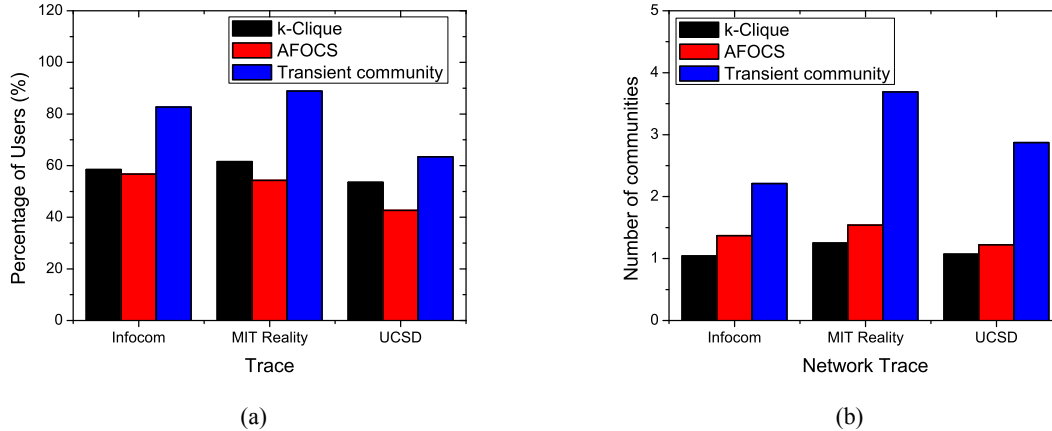 120
100
80
60
40
20
0
Percentage of Users (%)
k-Clique
AFOCS
Transient community
Infocom
MIT Reality
UCSD
Trace
(a)
5
4
3
2
1
0
Number of communities
k-Clique
AFOCS
Transient community
Infocom
MIT Reality
UCSD
Network Trace
(b)